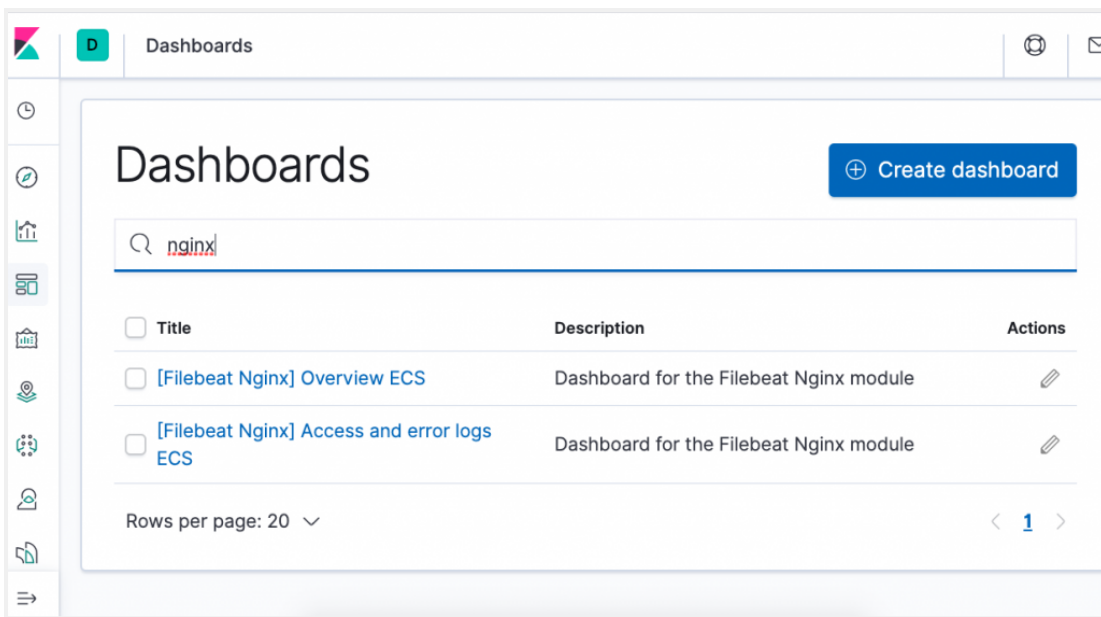 D
Dashboards
Dashboards
Create dashboard
nginx
Title Description Actions
[Filebeat Nginx] Overview ECS Dashboard for the Filebeat Nginx module
[Filebeat Nginx] Access and error logs
ECS
Dashboard for the Filebeat Nginx module
Rows per page: 20
1